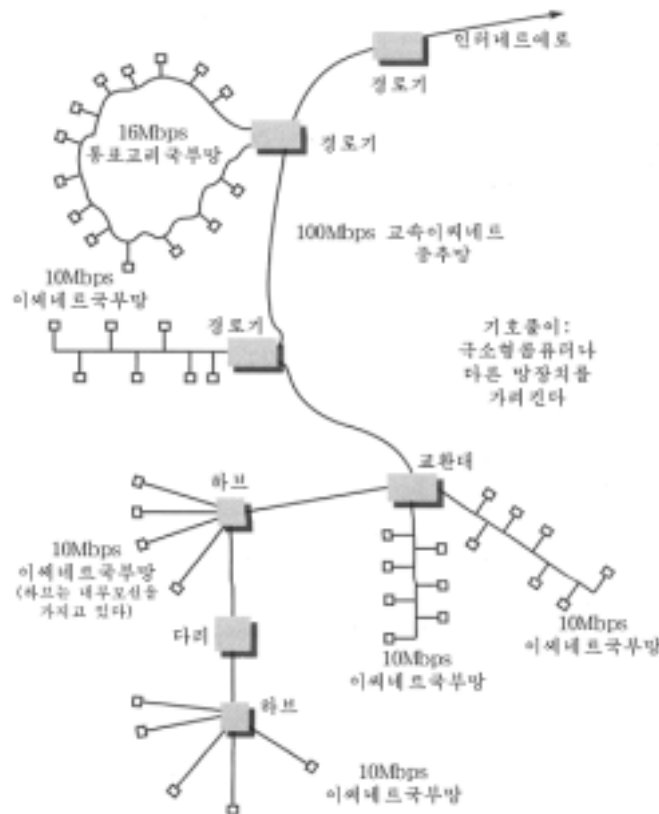 인터네트에로
경로기
16Mbps
통표고리국부망
경로기
100Mbps 고속이써네트
중추망
10Mbps
이써네트국부망
경로기
기호풀이:
극소형콤퓨터나
다른 망장치를
가리킨다
하브
교환대
10Mbps
이써네트국부망
(하브는 내부모선을
가지고 있다)
다리
10Mbps
이써네트국부망
10Mbps
이써네트국부망
하브
10Mbps
이써네트국부망